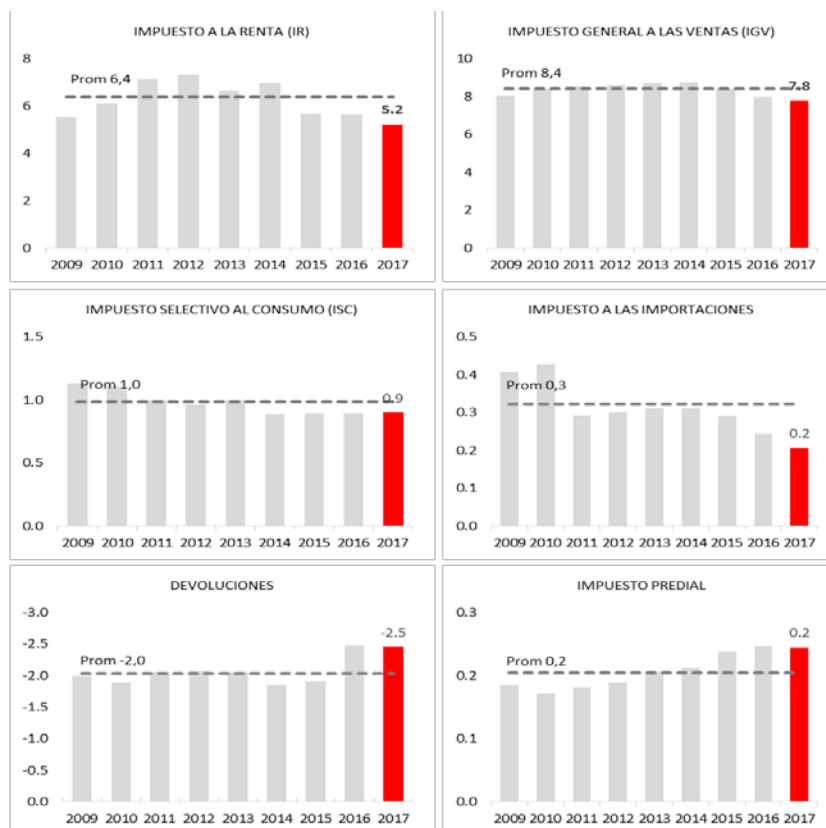 IMPUESTO A LA RENTA (IR)
8
Prom 6,4
6
5.2
4
2
0
2009 2010 2011 2012 2013 2014 2015 2016 2017
IMPUESTO GENERAL A LAS VENTAS (IGV)
10
Prom 8,4
8
7.8
6
4
2
0
2009 2010 2011 2012 2013 2014 2015 2016 2017
IMPUESTO SELECTIVO AL CONSUMO (ISC)
1.5
Prom 1,0
1.0
0.9
0.5
0.0
2009 2010 2011 2012 2013 2014 2015 2016 2017
IMPUESTO A LAS IMPORTACIONES
0.5
0.4
Prom 0,3
0.3
0.2
0.2
0.1
0.0
2009 2010 2011 2012 2013 2014 2015 2016 2017
DEVOLUCIONES
-3.0
-2.5
-2.5
Prom -2,0
-2.0
-1.5
-1.0
-0.5
0.0
2009 2010 2011 2012 2013 2014 2015 2016 2017
IMPUESTO PREDIAL
0.3
0.2
Prom 0,2
0.2
0.1
0.0
2009 2010 2011 2012 2013 2014 2015 2016 2017